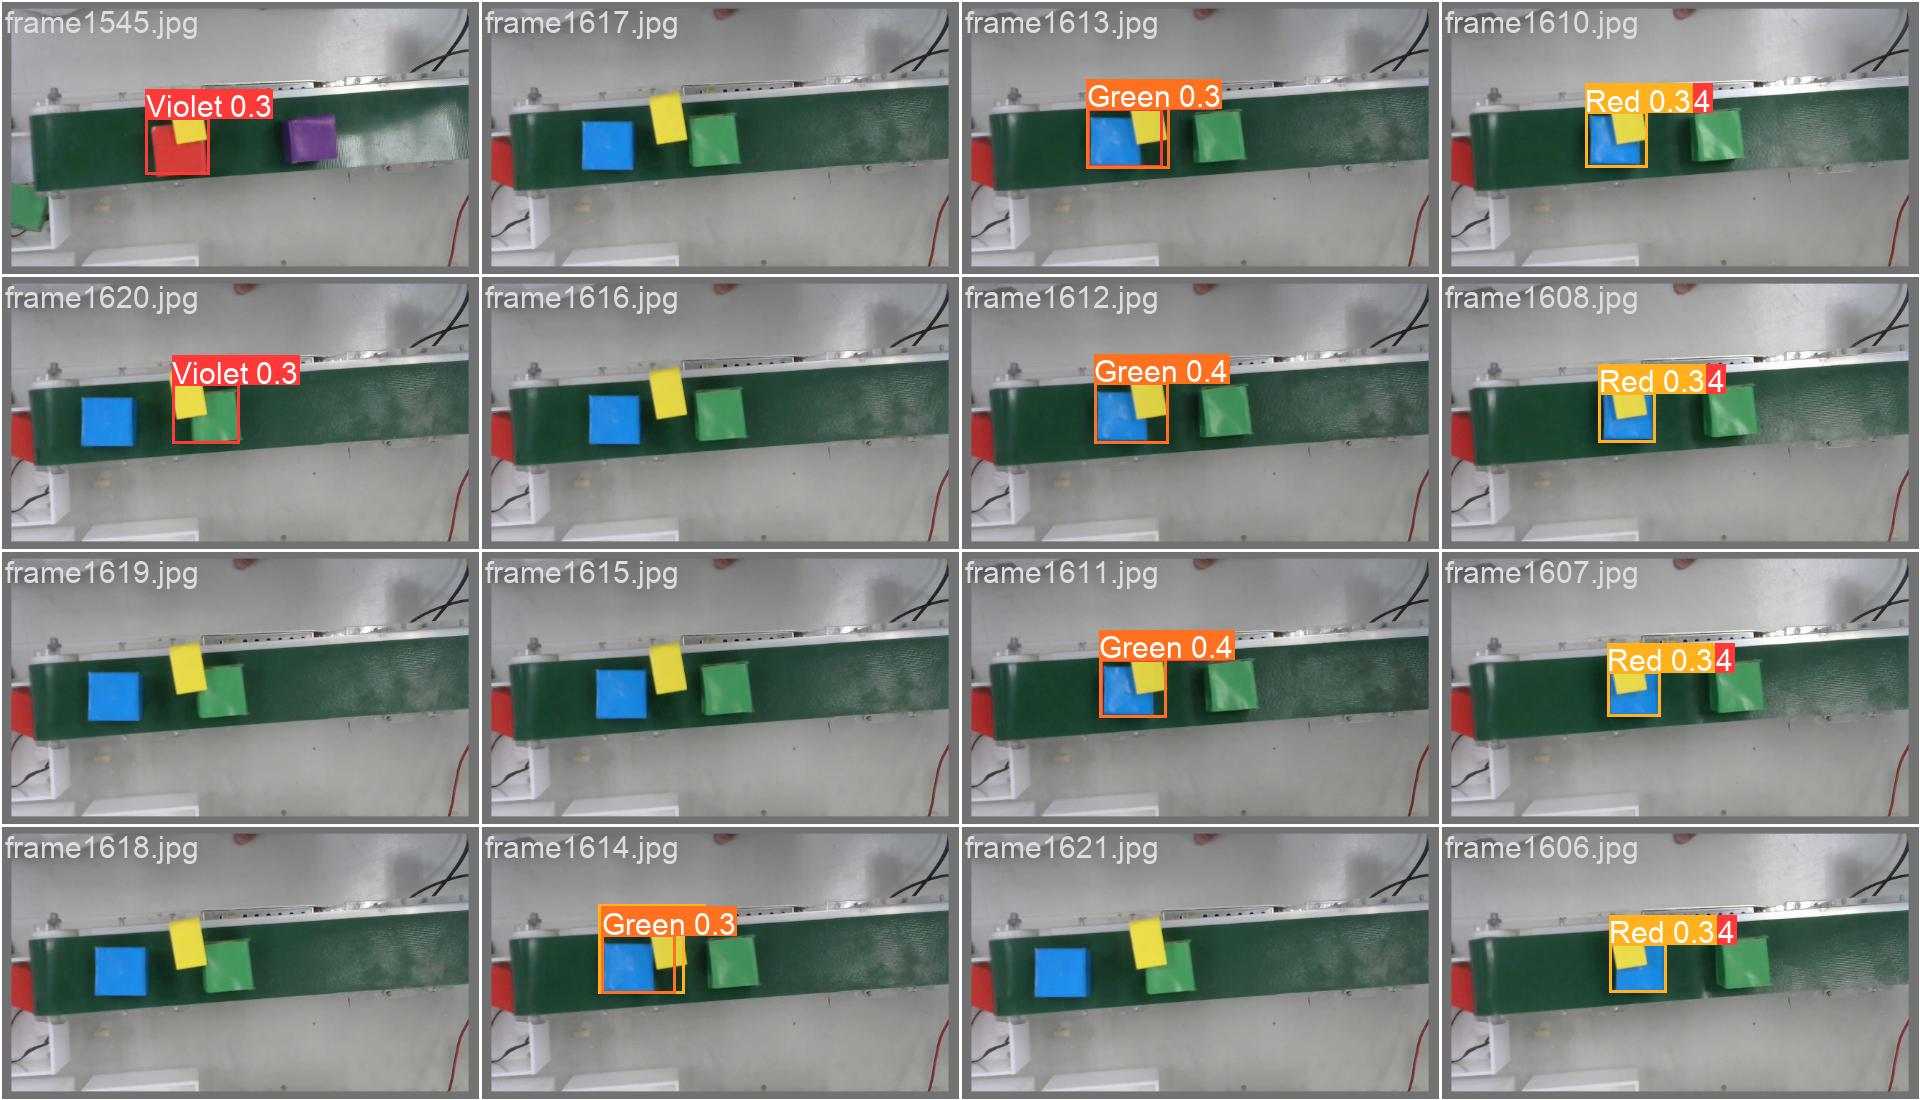 frame1545.jpg
Violet 0.3
frame1617.jpg
frame1613.jpg
Green 0.3
frame1610.jpg
Red 0.34
frame1620.jpg
Violet 0.3
frame1616.jpg
frame1612.jpg
Green 0.4
frame1608.jpg
Red 0.34
frame1619.jpg
frame1615.jpg
frame1611.jpg
Green 0.4
frame1607.jpg
Red 0.34
frame1618.jpg
frame1614.jpg
Green 0.3
frame1621.jpg
frame1606.jpg
Red 0.34